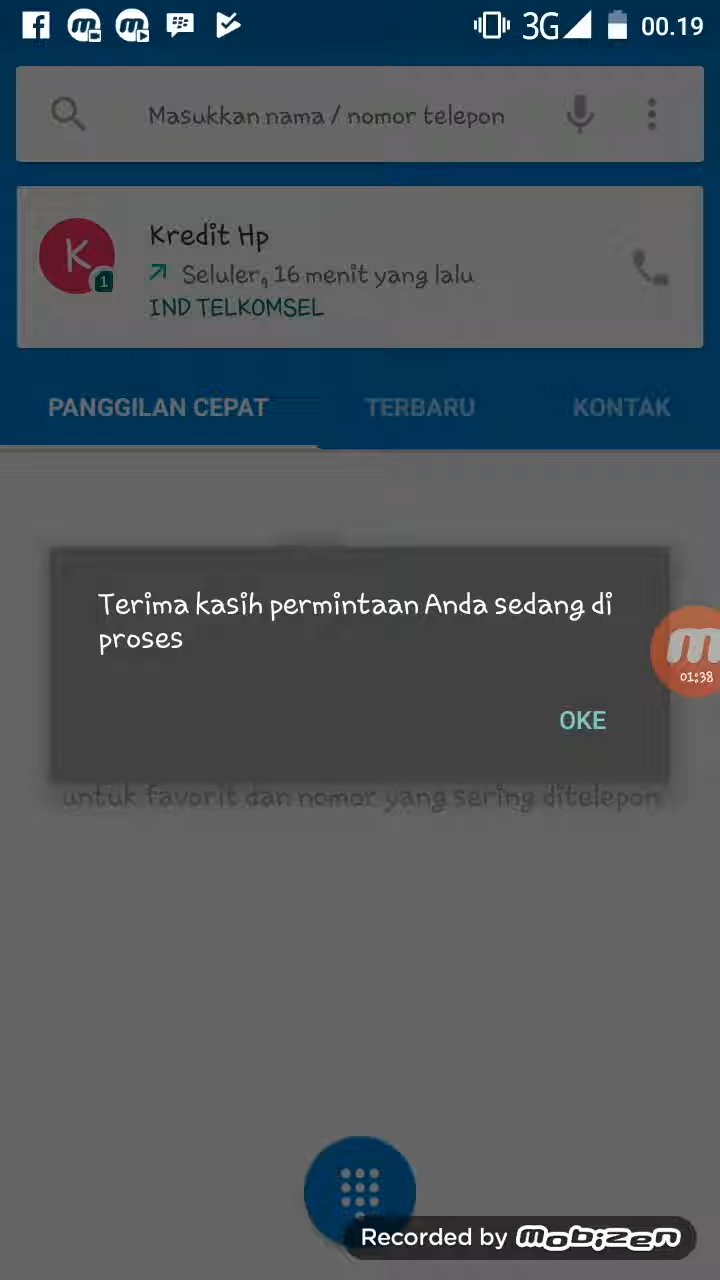 3G 00.19
Masukkan nama / nomor telepon
Kredit Hp
K
1
Seluler, 16 menit yang lalu
IND TELKOMSEL
PANGGILAN CEPAT TERBARU KONTAK
Terima kasih permintaan Anda sedang di
proses
01:38
OKE
untuk favorit dan nomor yang sering ditelepon
Recorded by mobizen